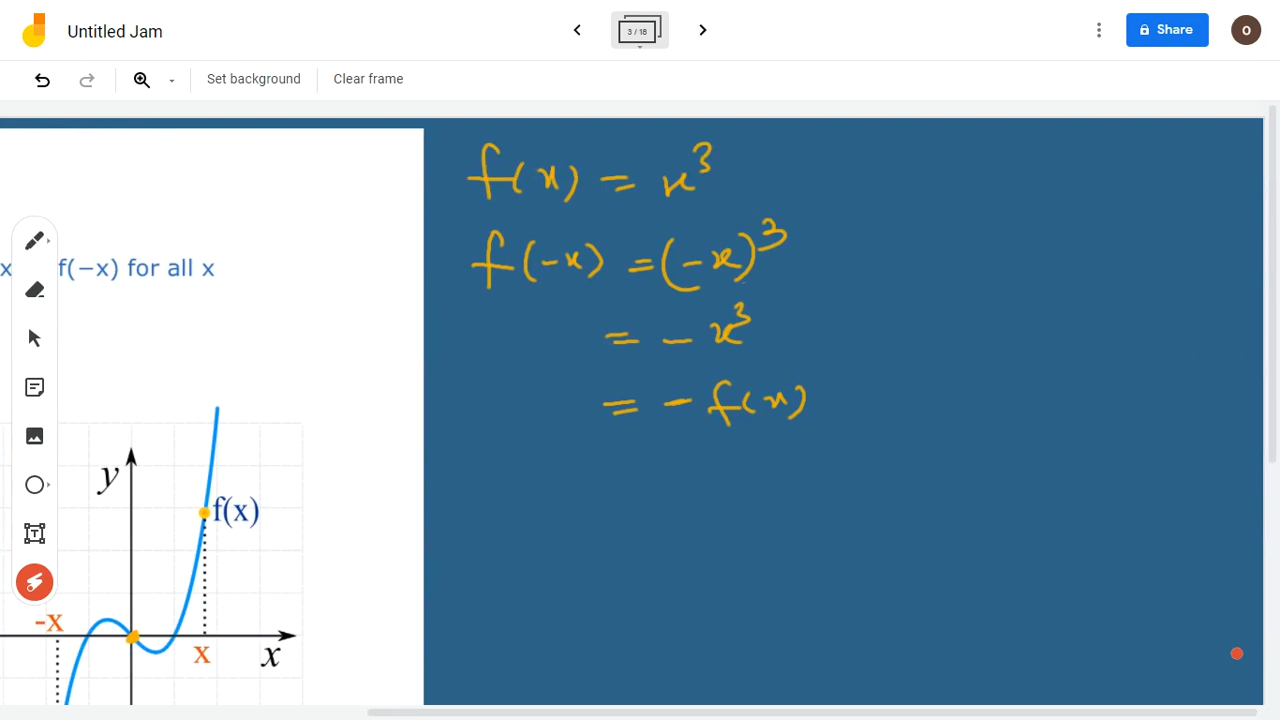 Untitled Jam
3 / 18
Share
O
Set background
Clear frame
x
f(−x) for all x
f(x) = x³
f(-x) = (-x)³
= - x³
= - f(x)
y
f(x)
-x
x
x
T